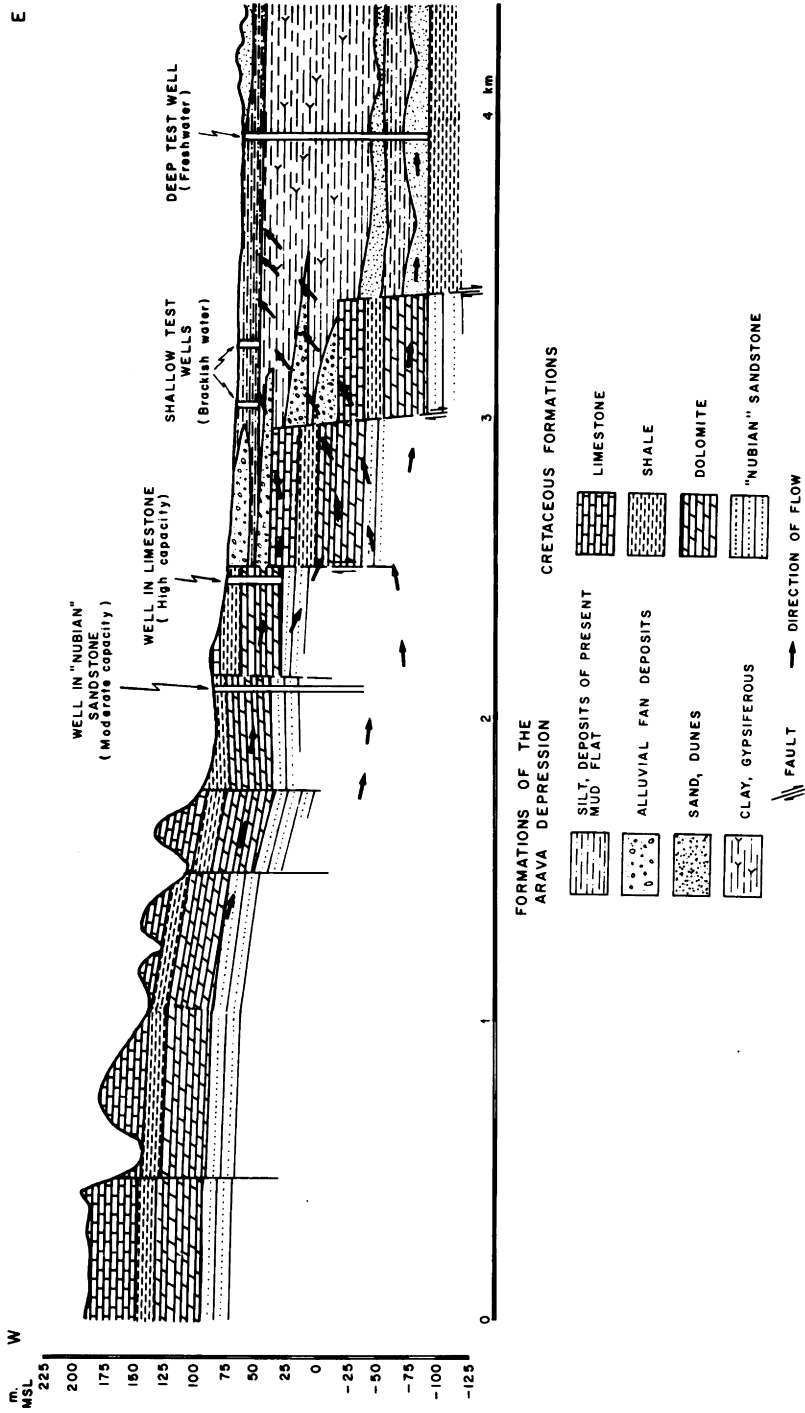 W
E
m.
MSL
225
200
175
150
125
100
75
50
25
0
-25
-50
-75
-100
-125
WELL IN "NUBIAN"
SANDSTONE
(Moderate capacity)
WELL IN LIMESTONE
(High capacity)
SHALLOW TEST
WELLS
(Brackish water)
DEEP TEST WELL
(Freshwater)
0
1
2
3
4 km
FORMATIONS OF THE
ARAVA DEPRESSION
SILT, DEPOSITS OF PRESENT
MUD FLAT
ALLUVIAL FAN DEPOSITS
SAND, DUNES
CLAY, GYPSIFEROUS
CRETACEOUS FORMATIONS
LIMESTONE
SHALE
DOLOMITE
"NUBIAN" SANDSTONE
FAULT
DIRECTION OF FLOW